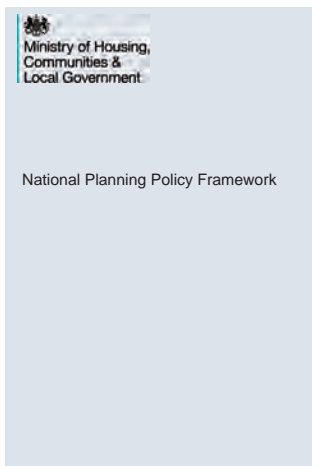 Ministry of Housing,
Communities &
Local Government
National Planning Policy Framework